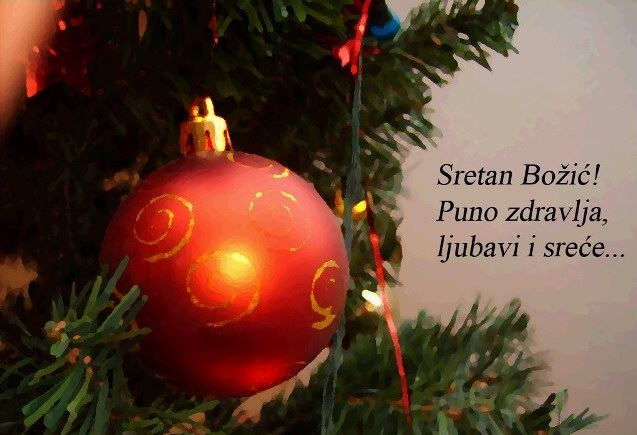 Sretan Božić!
Puno zdravlja,
ljubavi i sreće...